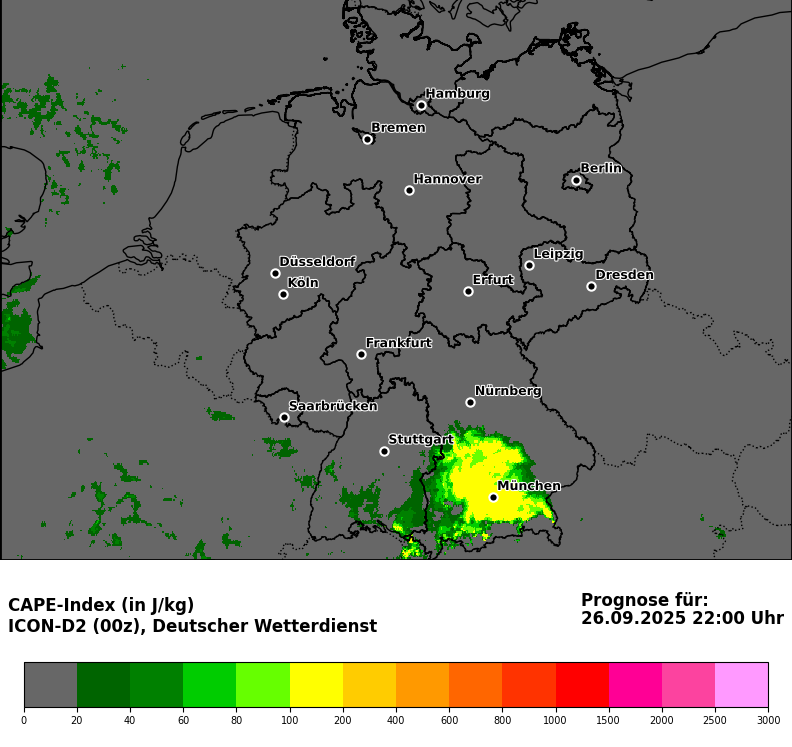 Hamburg
Bremen
Berlin
Hannover
Leipzig
Düsseldorf
Dresden
Köln
Erfurt
Frankfurt
Nürnberg
Saarbrücken
Stuttgart
München
CAPE-Index (in J/kg)
ICON-D2 (00z), Deutscher Wetterdienst
Prognose für:
26.09.2025 22:00 Uhr
0 20 40 60 80 100 200 400 600 800 1000 1500 2000 2500 3000